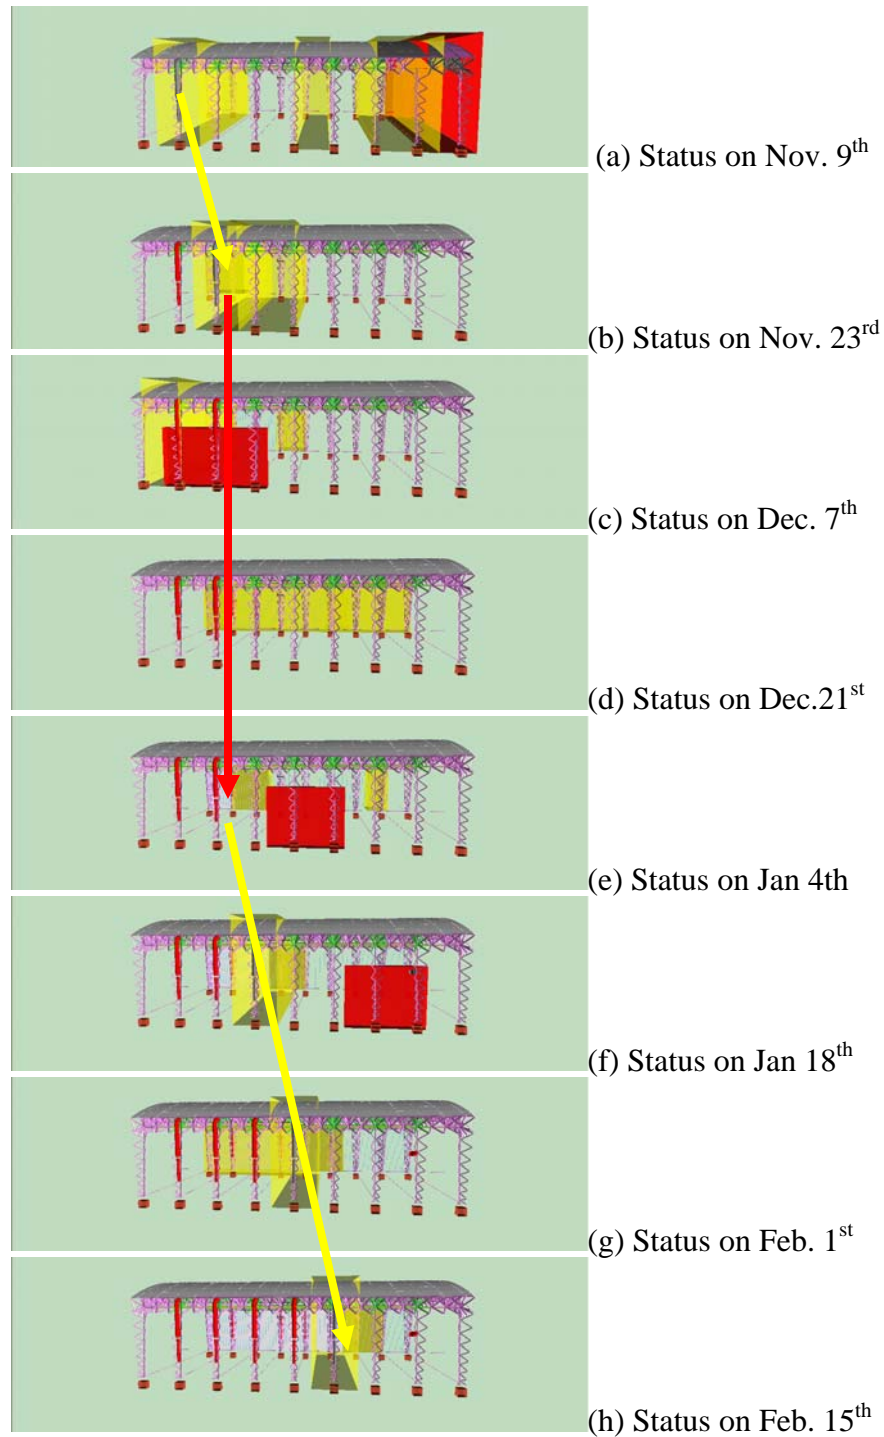 (a) Status on Nov. 9th
(b) Status on Nov. 23rd
(c) Status on Dec. 7th
(d) Status on Dec.21st
(e) Status on Jan 4th
(f) Status on Jan 18th
(g) Status on Feb. 1st
(h) Status on Feb. 15th